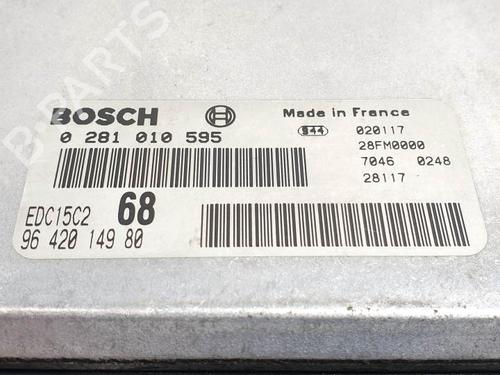 B-PARTS
BOSCH
0 281 010 595
EDC15C2 68
96 420 149 80
Made in France
944 020117
28FM0000
7046 0248
28117